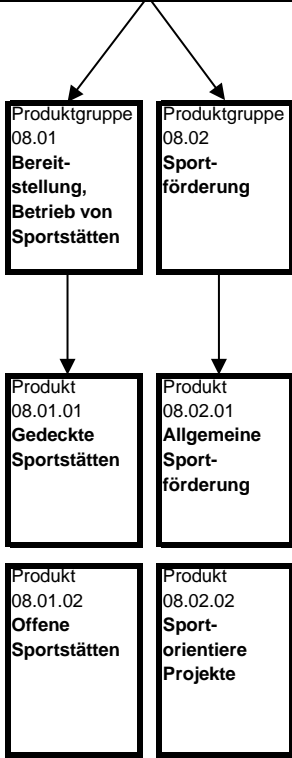 Produktgruppe
08.01
Bereit-
stellung,
Betrieb von
Sportstätten
Produktgruppe
08.02
Sport-
förderung
Produkt
08.01.01
Gedeckte
Sportstätten
Produkt
08.02.01
Allgemeine
Sport-
förderung
Produkt
08.01.02
Offene
Sportstätten
Produkt
08.02.02
Sport-
orientiere
Projekte